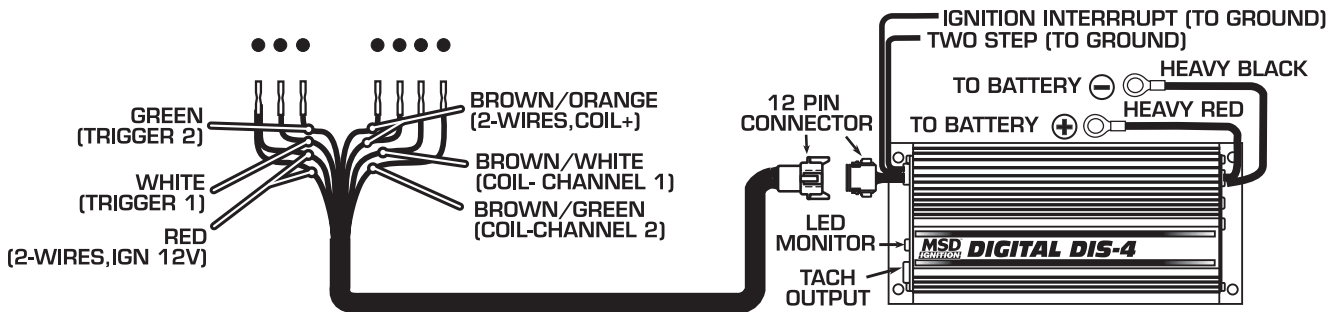 IGNITION INTERRRUPT (TO GROUND)
TWO STEP (TO GROUND)
HEAVY BLACK
TO BATTERY -
HEAVY RED
TO BATTERY +
GREEN
(TRIGGER 2)
WHITE
(TRIGGER 1)
RED
(2-WIRES,IGN 12V)
BROWN/ORANGE
(2-WIRES,COIL+)
BROWN/WHITE
(COIL- CHANNEL 1)
BROWN/GREEN
(COIL-CHANNEL 2)
12 PIN
CONNECTOR
LED
MONITOR
TACH
OUTPUT
MSD
IGNITION
DIGITAL DIS-4